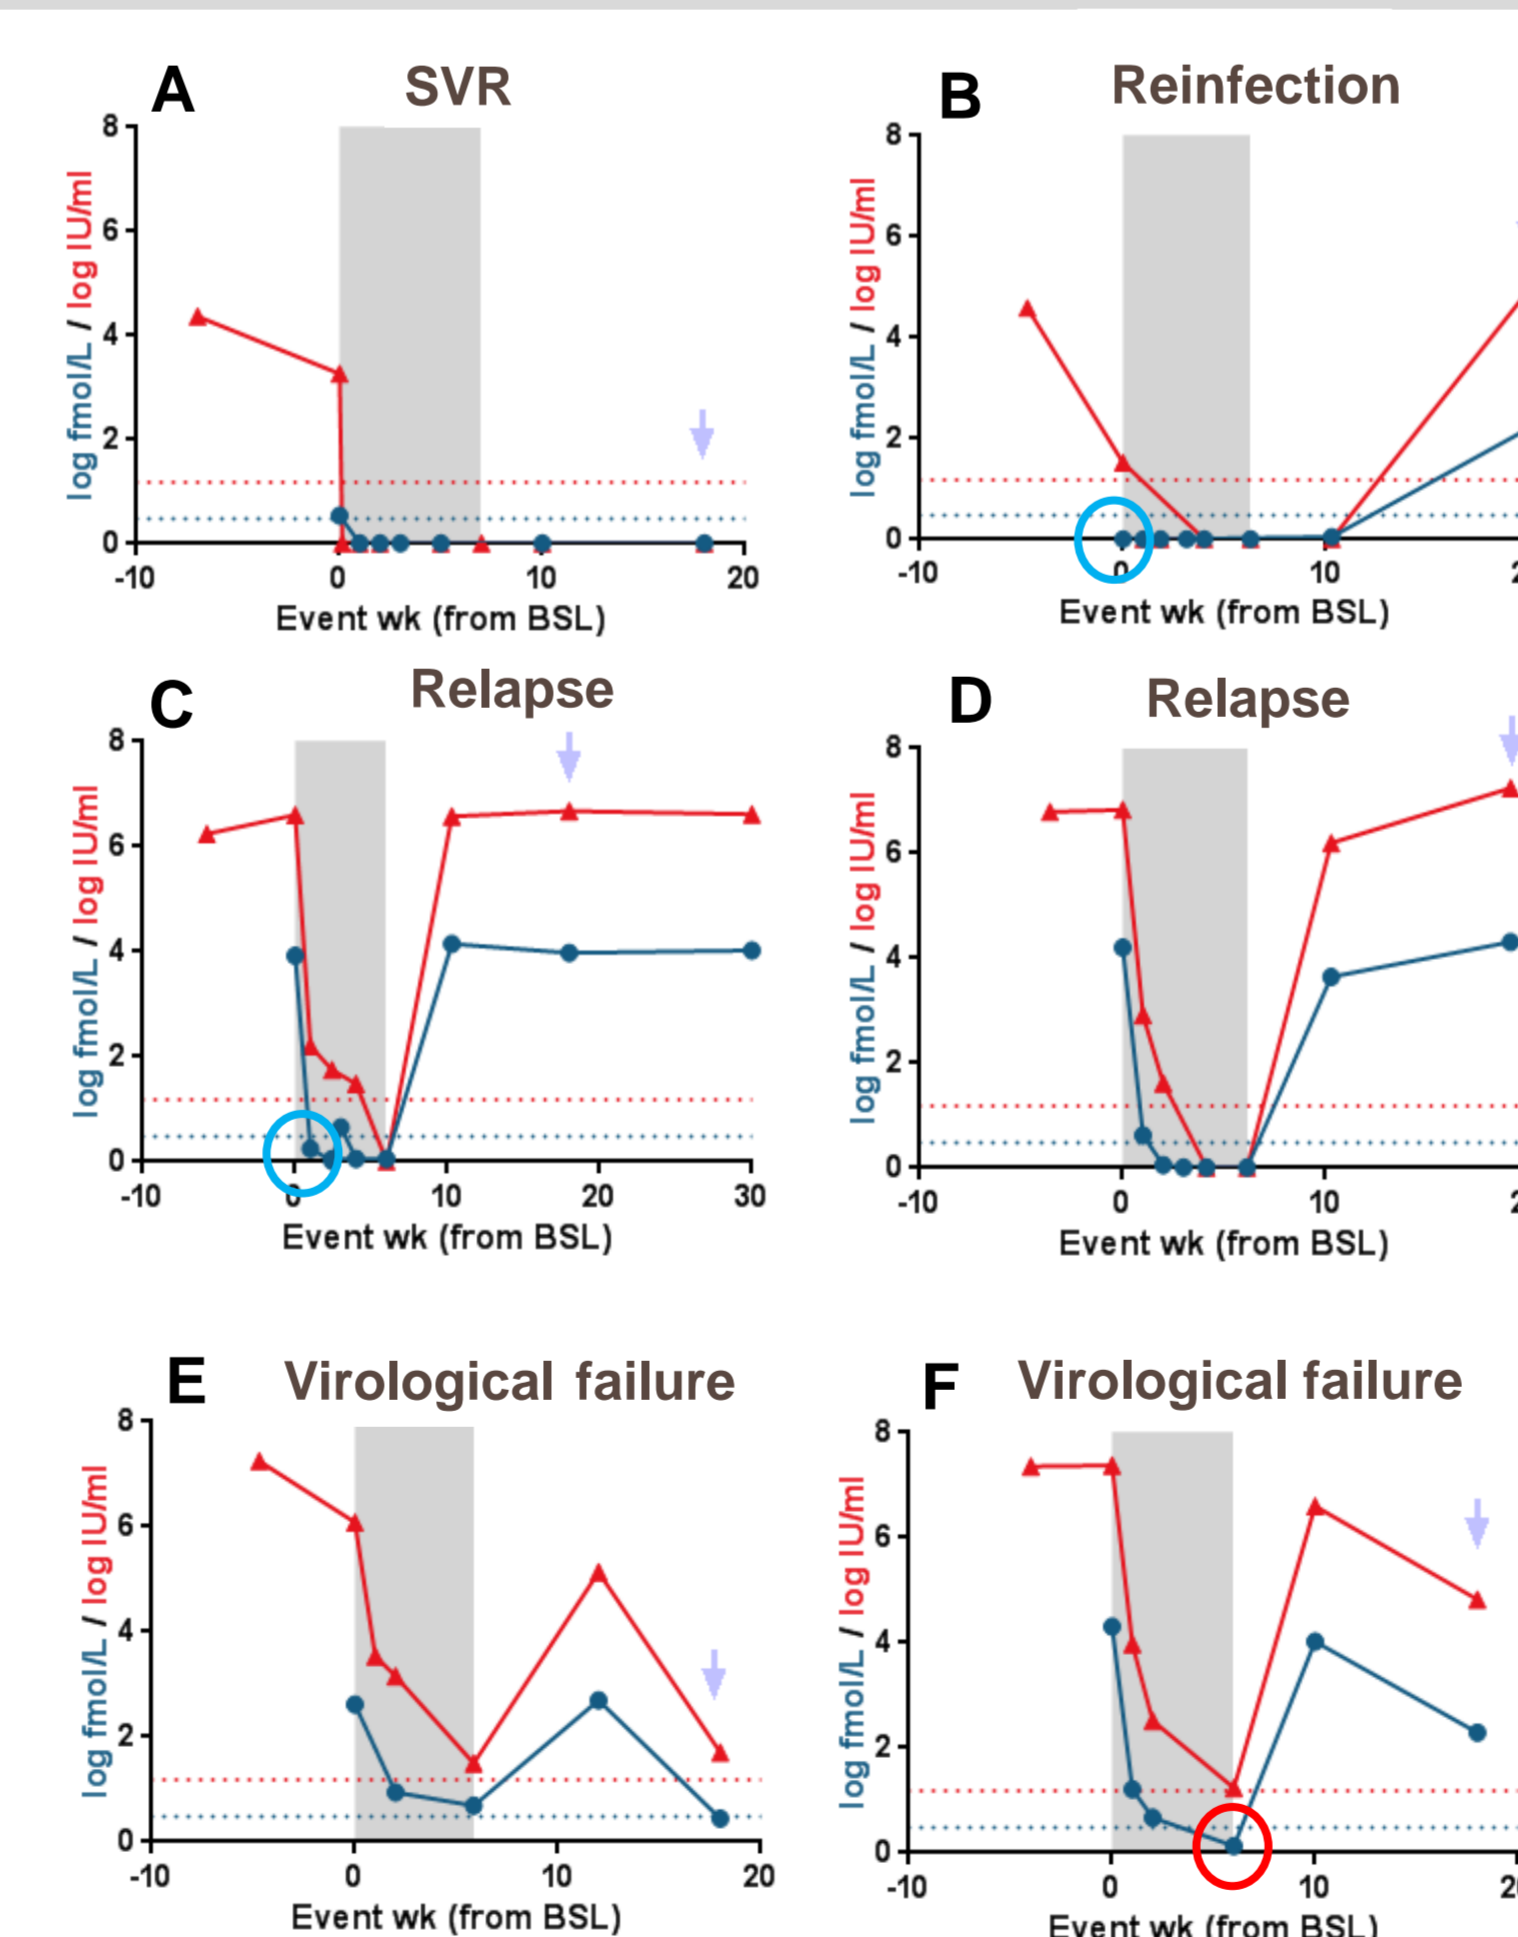 A SVR
B Reinfection
8
6
4
2
0
-10 0 10 20
log fmol/L / log IU/ml
Event wk (from BSL)
8
6
4
2
0
-10 0 10
log fmol/L / log IU/ml
Event wk (from BSL)
C Relapse
D Relapse
8
6
4
2
0
-10 0 10 20 30
log fmol/L / log IU/ml
Event wk (from BSL)
8
6
4
2
0
-10 0 10
log fmol/L / log IU/ml
Event wk (from BSL)
E Virological failure
F Virological failure
8
6
4
2
0
-10 0 10 20
log fmol/L / log IU/ml
Event wk (from BSL)
8
6
4
2
0
-10 0 10 20
log fmol/L / log IU/ml
Event wk (from BSL)